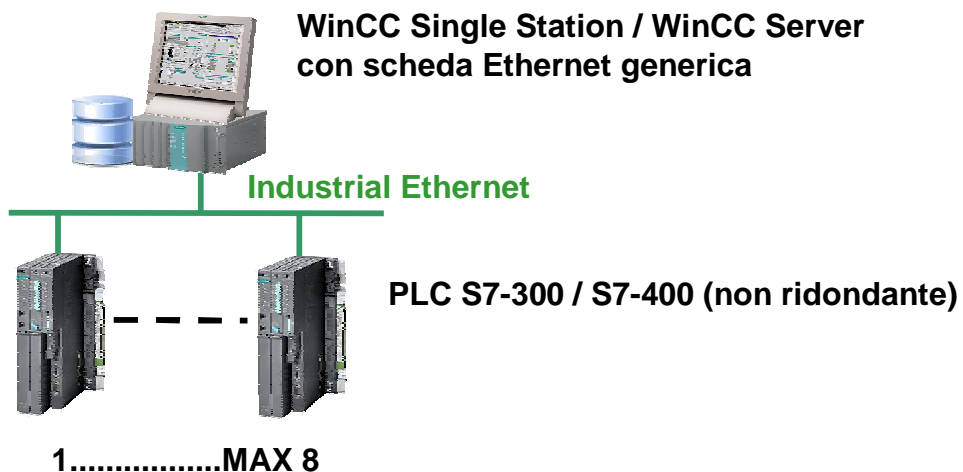 WinCC Single Station / WinCC Server
con scheda Ethernet generica
Industrial Ethernet
PLC S7-300 / S7-400 (non ridondante)
1.................MAX 8